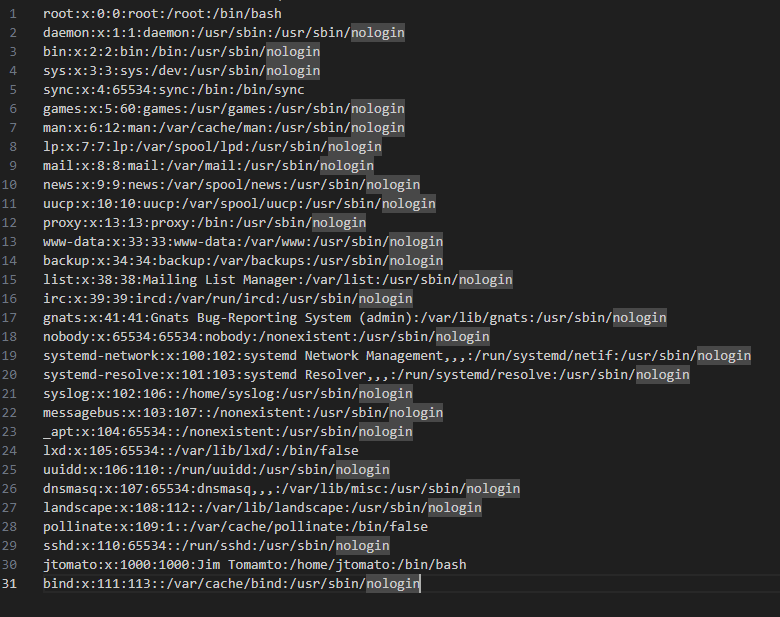 1 root:x:0:0:root:/root:/bin/bash
2 daemon:x:1:1:daemon:/usr/sbin:/usr/sbin/nologin
3 bin:x:2:2:bin:/bin:/usr/sbin/nologin
4 sys:x:3:3:sys:/dev:/usr/sbin/nologin
5 sync:x:4:65534:sync:/bin:/bin/sync
6 games:x:5:60:games:/usr/games:/usr/sbin/nologin
7 man:x:6:12:man:/var/cache/man:/usr/sbin/nologin
8 lp:x:7:7:lp:/var/spool/lpd:/usr/sbin/nologin
9 mail:x:8:8:mail:/var/mail:/usr/sbin/nologin
10 news:x:9:9:news:/var/spool/news:/usr/sbin/nologin
11 uucp:x:10:10:uucp:/var/spool/uucp:/usr/sbin/nologin
12 proxy:x:13:13:proxy:/bin:/usr/sbin/nologin
13 www-data:x:33:33:www-data:/var/www:/usr/sbin/nologin
14 backup:x:34:34:backup:/var/backups:/usr/sbin/nologin
15 list:x:38:38:Mailing List Manager:/var/list:/usr/sbin/nologin
16 irc:x:39:39:ircd:/var/run/ircd:/usr/sbin/nologin
17 gnats:x:41:41:Gnats Bug-Reporting System (admin):/var/lib/gnats:/usr/sbin/nologin
18 nobody:x:65534:65534:nobody:/nonexistent:/usr/sbin/nologin
19 systemd-network:x:100:102:systemd Network Management,,,:/run/systemd/netif:/usr/sbin/nologin
20 systemd-resolve:x:101:103:systemd Resolver,,,:/run/systemd/resolve:/usr/sbin/nologin
21 syslog:x:102:106::/home/syslog:/usr/sbin/nologin
22 messagebus:x:103:107::/nonexistent:/usr/sbin/nologin
23 _apt:x:104:65534::/nonexistent:/usr/sbin/nologin
24 lxd:x:105:65534::/var/lib/lxd/:/bin/false
25 uuidd:x:106:110::/run/uuidd:/usr/sbin/nologin
26 dnsmasq:x:107:65534:dnsmasq,,,:/var/lib/misc:/usr/sbin/nologin
27 landscape:x:108:112::/var/lib/landscape:/usr/sbin/nologin
28 pollinate:x:109:1::/var/cache/pollinate:/bin/false
29 sshd:x:110:65534::/run/sshd:/usr/sbin/nologin
30 jtomato:x:1000:1000:Jim Tomamto:/home/jtomato:/bin/bash
31 bind:x:111:113::/var/cache/bind:/usr/sbin/nologin